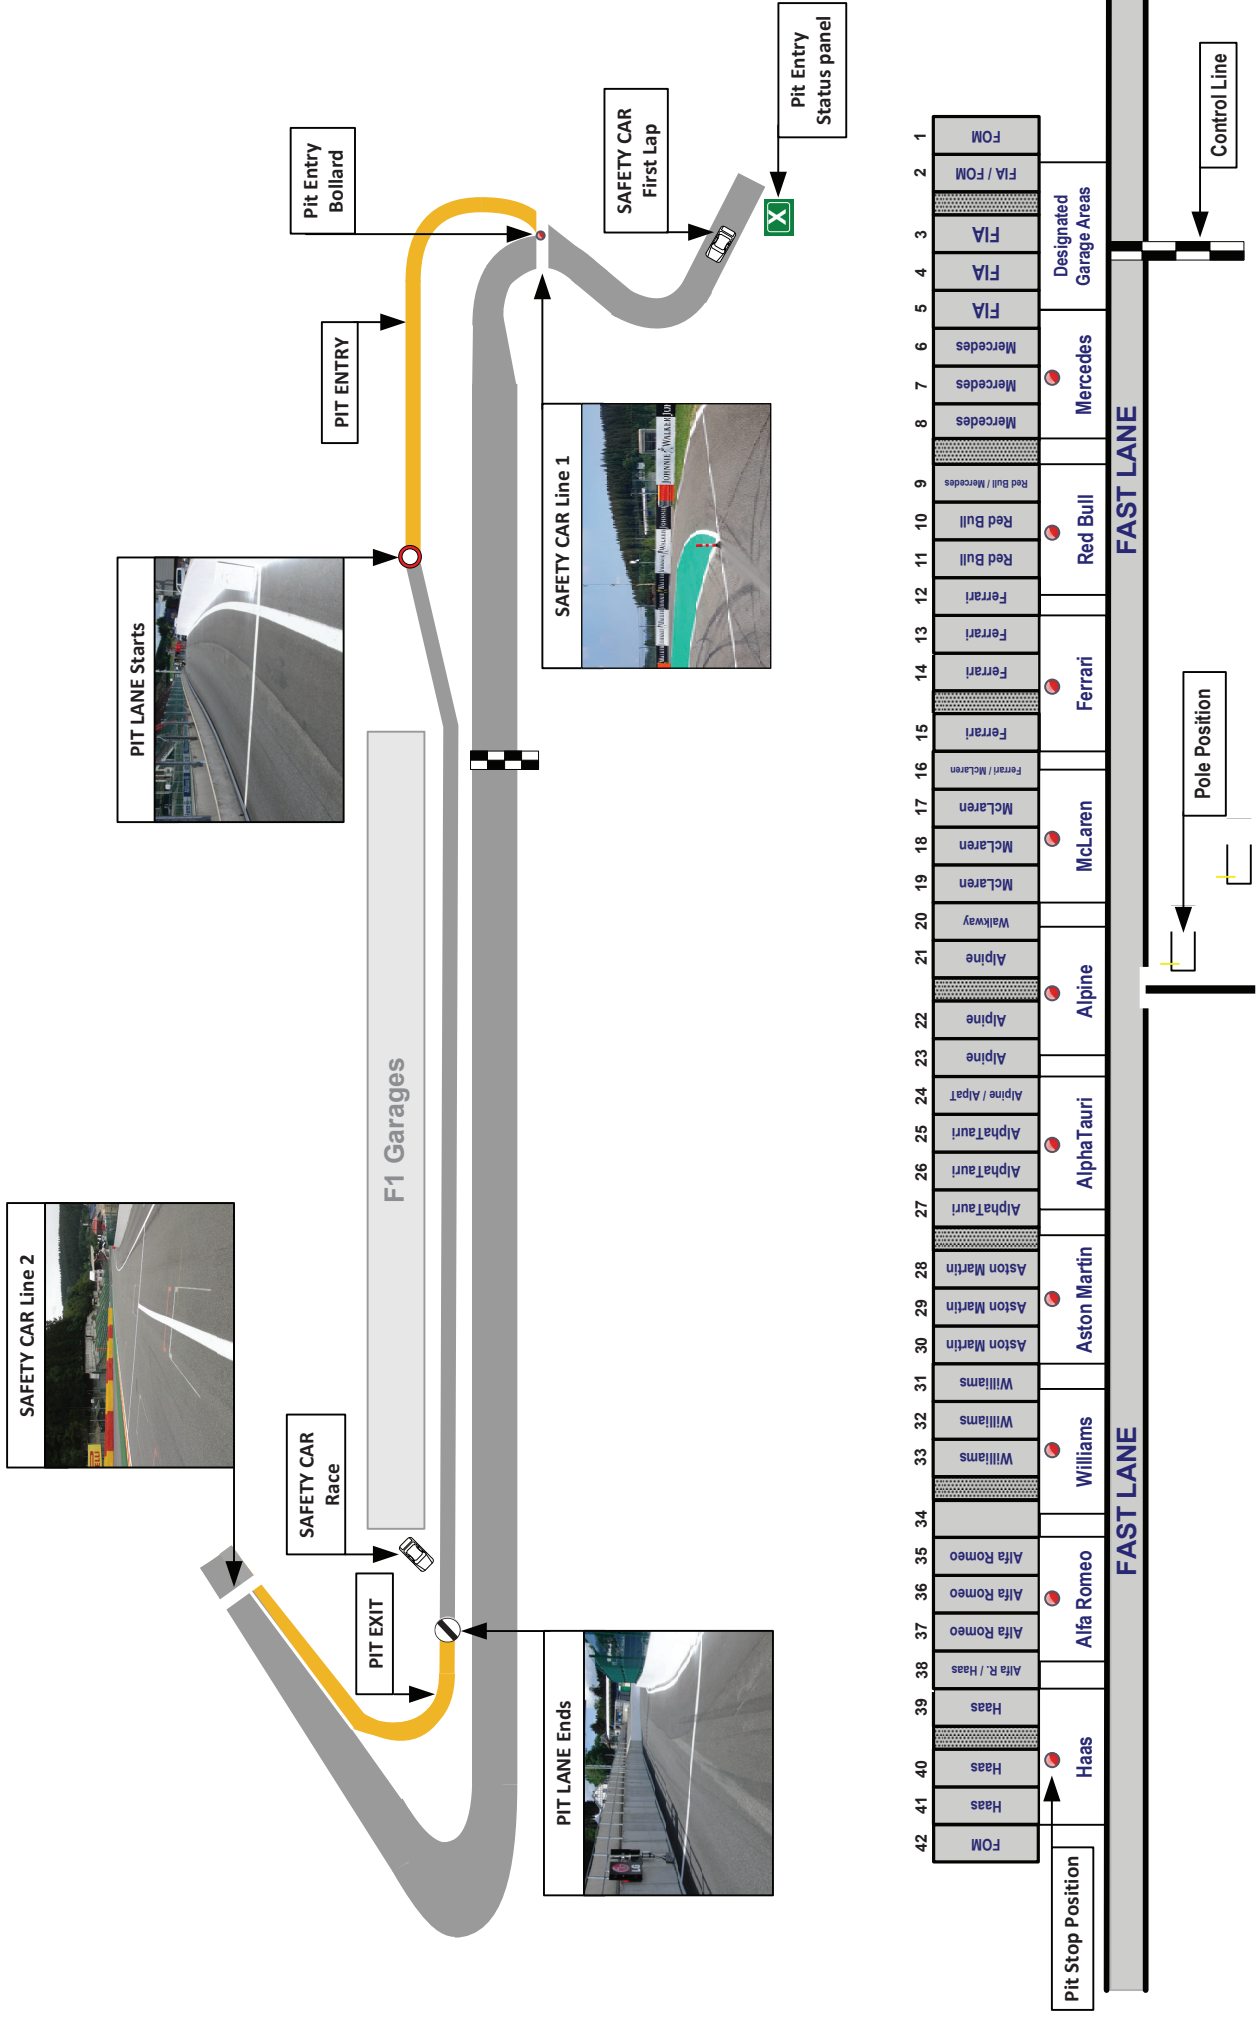 SAFETY CAR Line 2
PIT LANE Starts
PIT ENTRY
Pit Entry
Bollard
SAFETY CAR
First Lap
Pit Entry
Status panel
X
SAFETY CAR
Race
PIT EXIT
F1 Garages
SAFETY CAR Line 1
JOHNNIE WALKER
PIT LANE Ends
42
41
40
39
38
37
36
35
34
33
32
31
30
29
28
27
26
25
24
23
22
21
20
19
18
17
16
15
14
13
12
11
10
9
8
7
6
5
4
3
2
1
FOM
Haas
Haas
Haas
Alfa R. / Haas
Alfa Romeo
Alfa Romeo
Alfa Romeo
Williams
Williams
Williams
Aston Martin
Aston Martin
Aston Martin
AlphaTauri
AlphaTauri
AlphaTauri
Alpine / AlpaT
Alpine
Alpine
Alpine
Walkway
McLaren
McLaren
McLaren
Ferrari / McLaren
Ferrari
Ferrari
Ferrari
Ferrari
Red Bull
Red Bull
Red Bull / Mercedes
Mercedes
Mercedes
Mercedes
FIA
FIA
FIA
FIA / FOM
FOM
Haas
Alfa Romeo
Williams
Aston Martin
AlphaTauri
Alpine
McLaren
Ferrari
Red Bull
Mercedes
Designated
Garage Areas
Pit Stop Position
FAST LANE
FAST LANE
Pole Position
Control Line